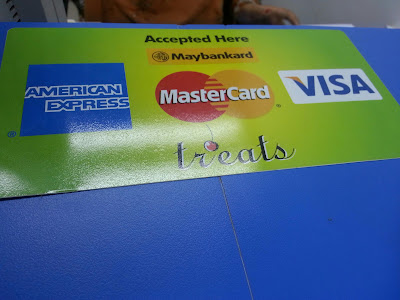 Accepted Here
Maybankard
AMERICAN
EXPRESS
®
MasterCard
®
VISA
treats